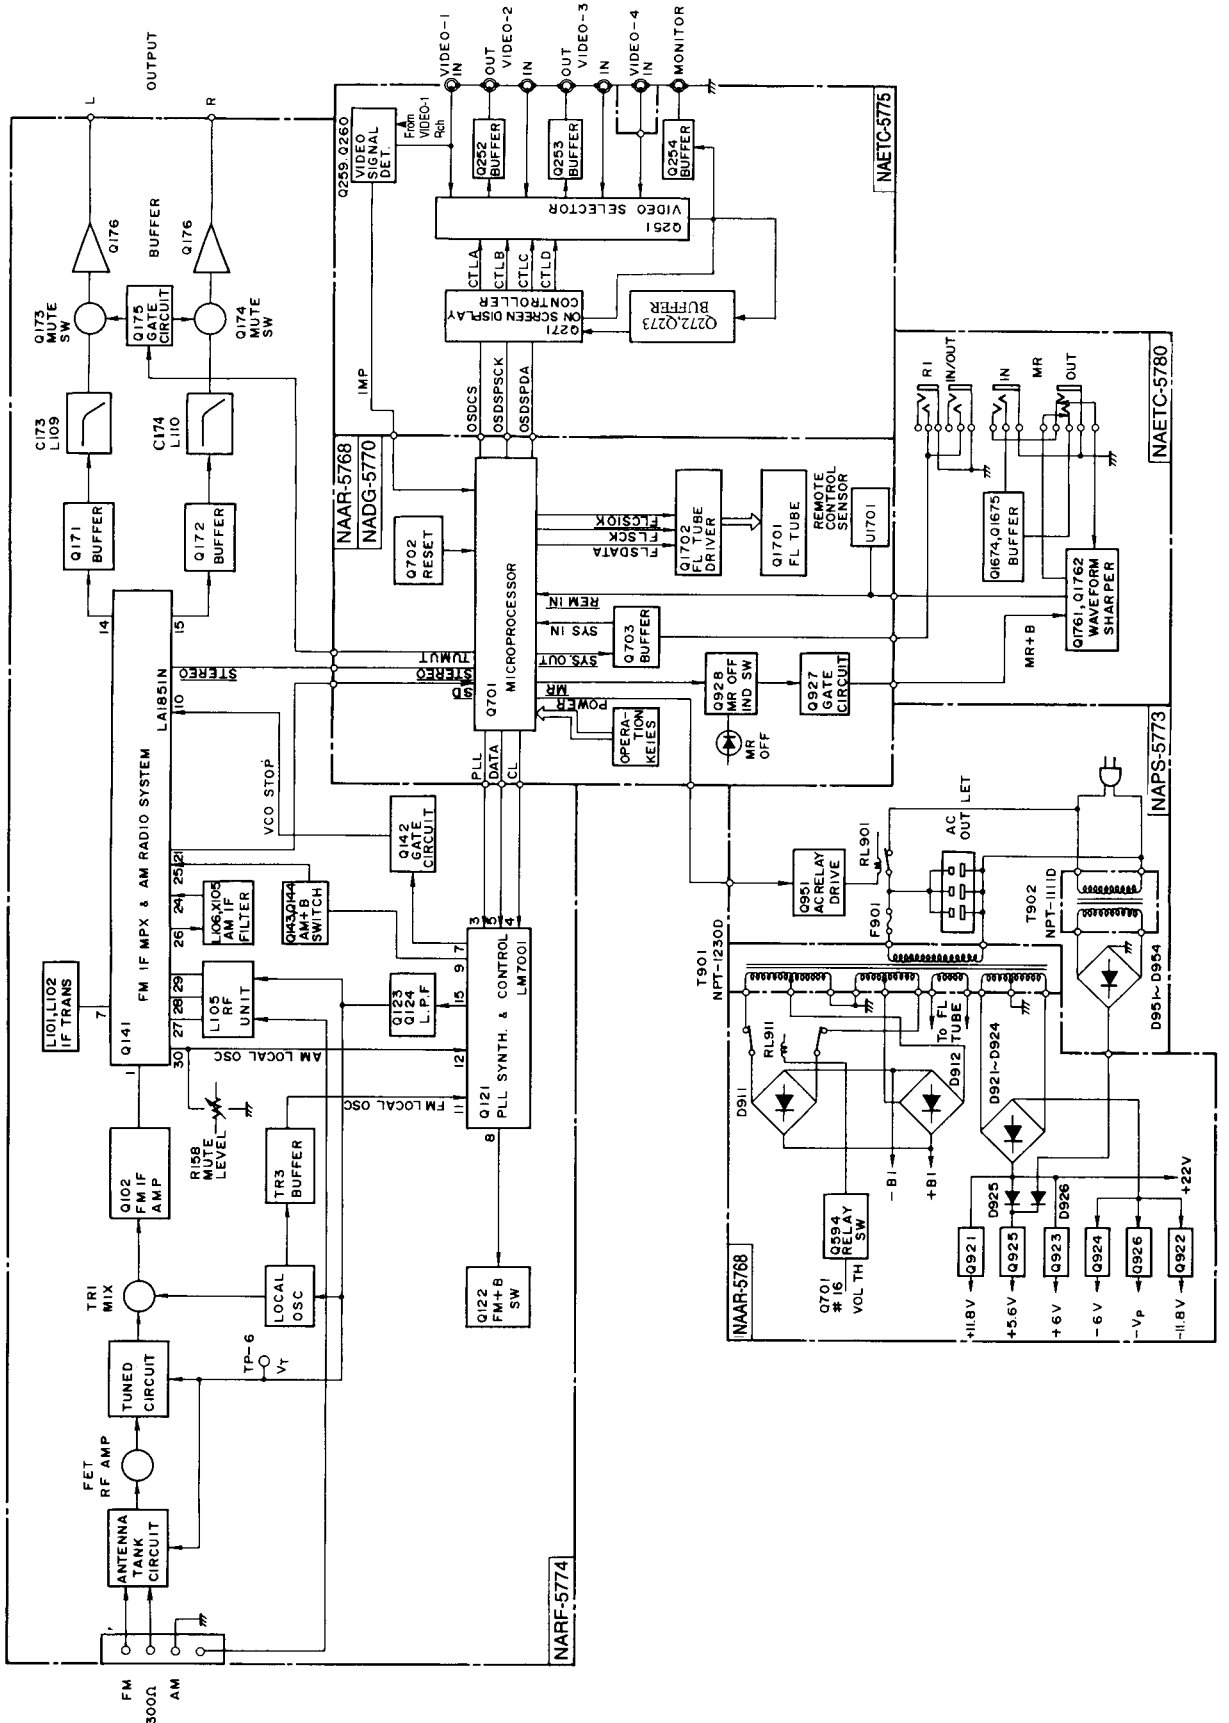 OUTPUT
L
R
Q176
BUFFER
Q176
Q173
MUTE
SW
Q175
GATE
CIRCUIT
Q174
MUTE
SW
C173
L109
C174
L110
Q171
BUFFER
Q172
BUFFER
14
15
FM IF MPX & AM RADIO SYSTEM
Q141
LA1851N
10
STEREO
VCO STOP
21
25
24
26
29
28
27
30
7
1
L106,X105
AM IF
FILTER
Q143,Q144
AM+B
SWITCH
L101,L102
IF TRANS
L105
RF
UNIT
AM LOCAL OSC
R158
MUTE
LEVEL
Q102
FM IF
AMP
TR1
MIX
TUNED
CIRCUIT
FET
RF AMP
ANTENNA
TANK
CIRCUIT
FM
300Ω
AM
LOCAL
OSC
TR3
BUFFER
FM LOCAL OSC
TP-6
VT
Q142
GATE
CIRCUIT
Q123
Q124
L.P.F
Q121
PLL SYNTH. & CONTROL
LM7001
3
5
4
7
9
15
12
11
8
Q122
FM+B
SW
NARF-5774
PLL
DATA
CL
NAAR-5768
NADG-5770
Q702
RESET
Q701
MICROPROCESSOR
TUMUT
STEREO
SD
IMP
OSDCS
OSDSPSCK
OSDSPDA
FLCSIOK
FLSCK
FLSDATA
REM IN
SYS IN
SYS.OUT
MR
POWER
Q1702
FL TUBE
DRIVER
Q1701
FL TUBE
REMOTE
CONTROL
SENSOR
U1701
Q703
BUFFER
Q928
MR OFF
IND SW
Q927
GATE
CIRCUIT
MR
OFF
OPERA-
TION
KEIES
Q259.Q260
VIDEO
SIGNAL
DET.
From
VIDEO-1
Rch
Q252
BUFFER
Q253
BUFFER
Q254
BUFFER
Q251
VIDEO SELECTOR
CTLA
CTLB
CTLC
CTLD
Q271
ON SCREEN DISPLAY
CONTROLLER
Q272,Q273
BUFFER
VIDEO-1
IN
OUT
VIDEO-2
IN
OUT
VIDEO-3
IN
VIDEO-4
IN
MONITOR
NAETC-5775
RI
IN/OUT
IN
MR
OUT
Q1674,Q1675
BUFFER
Q1761,Q1762
WAVEFORM
SHARPER
MR+B
NAETC-5780
NAPS-5773
Q951
ACRELAY
DRIVE
RL901
F901
AC
OUT LET
T902
NPT-1111D
D951~D954
T901
NPT-1230D
RL911
D911
D912
To FL
TUBE
D921~D924
-B1
+B1
Q594
RELAY
SW
Q701
#16
VOL TH
NAAR-5768
D925
D926
+22V
Q921
Q925
Q923
Q924
Q926
Q922
+11.8V
+5.6V
+6V
-6V
-VP
-11.8V